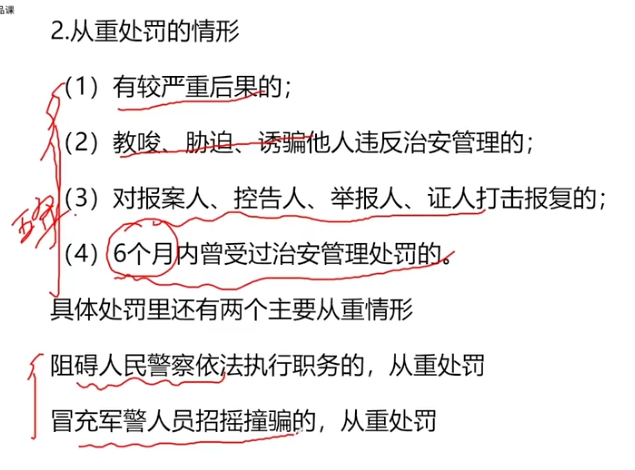 品课
2.从重处罚的情形
（1）有较严重后果的；
（2）教唆、胁迫、诱骗他人违反治安管理的；
（3）对报案人、控告人、举报人、证人打击报复的；
（4）6个月内曾受过治安管理处罚的。
具体处罚里还有两个主要从重情形
阻碍人民警察依法执行职务的，从重处罚
冒充军警人员招摇撞骗的，从重处罚